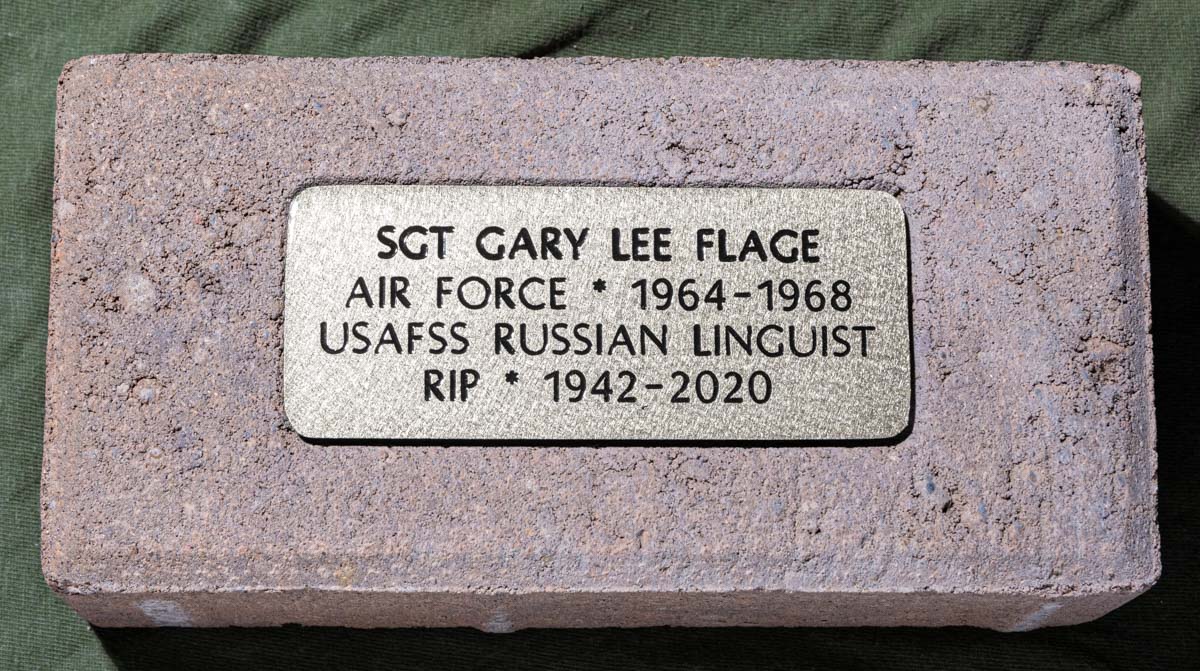 SGT GARY LEE FLAGE
AIR FORCE * 1964-1968
USAFSS RUSSIAN LINGUIST
RIP * 1942-2020